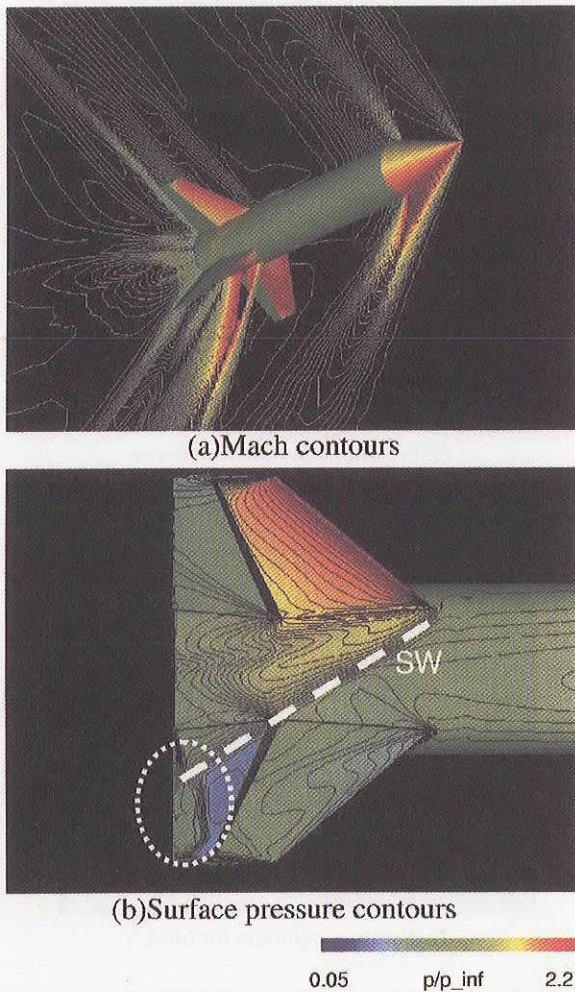 (a)Mach contours
SW
(b)Surface pressure contours
0.05 p/p_inf 2.2